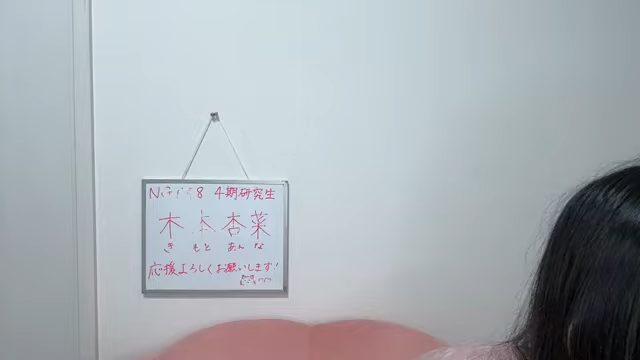 4期研究生
木本杏菜
きもとあんな
応援よろしくお願いします!